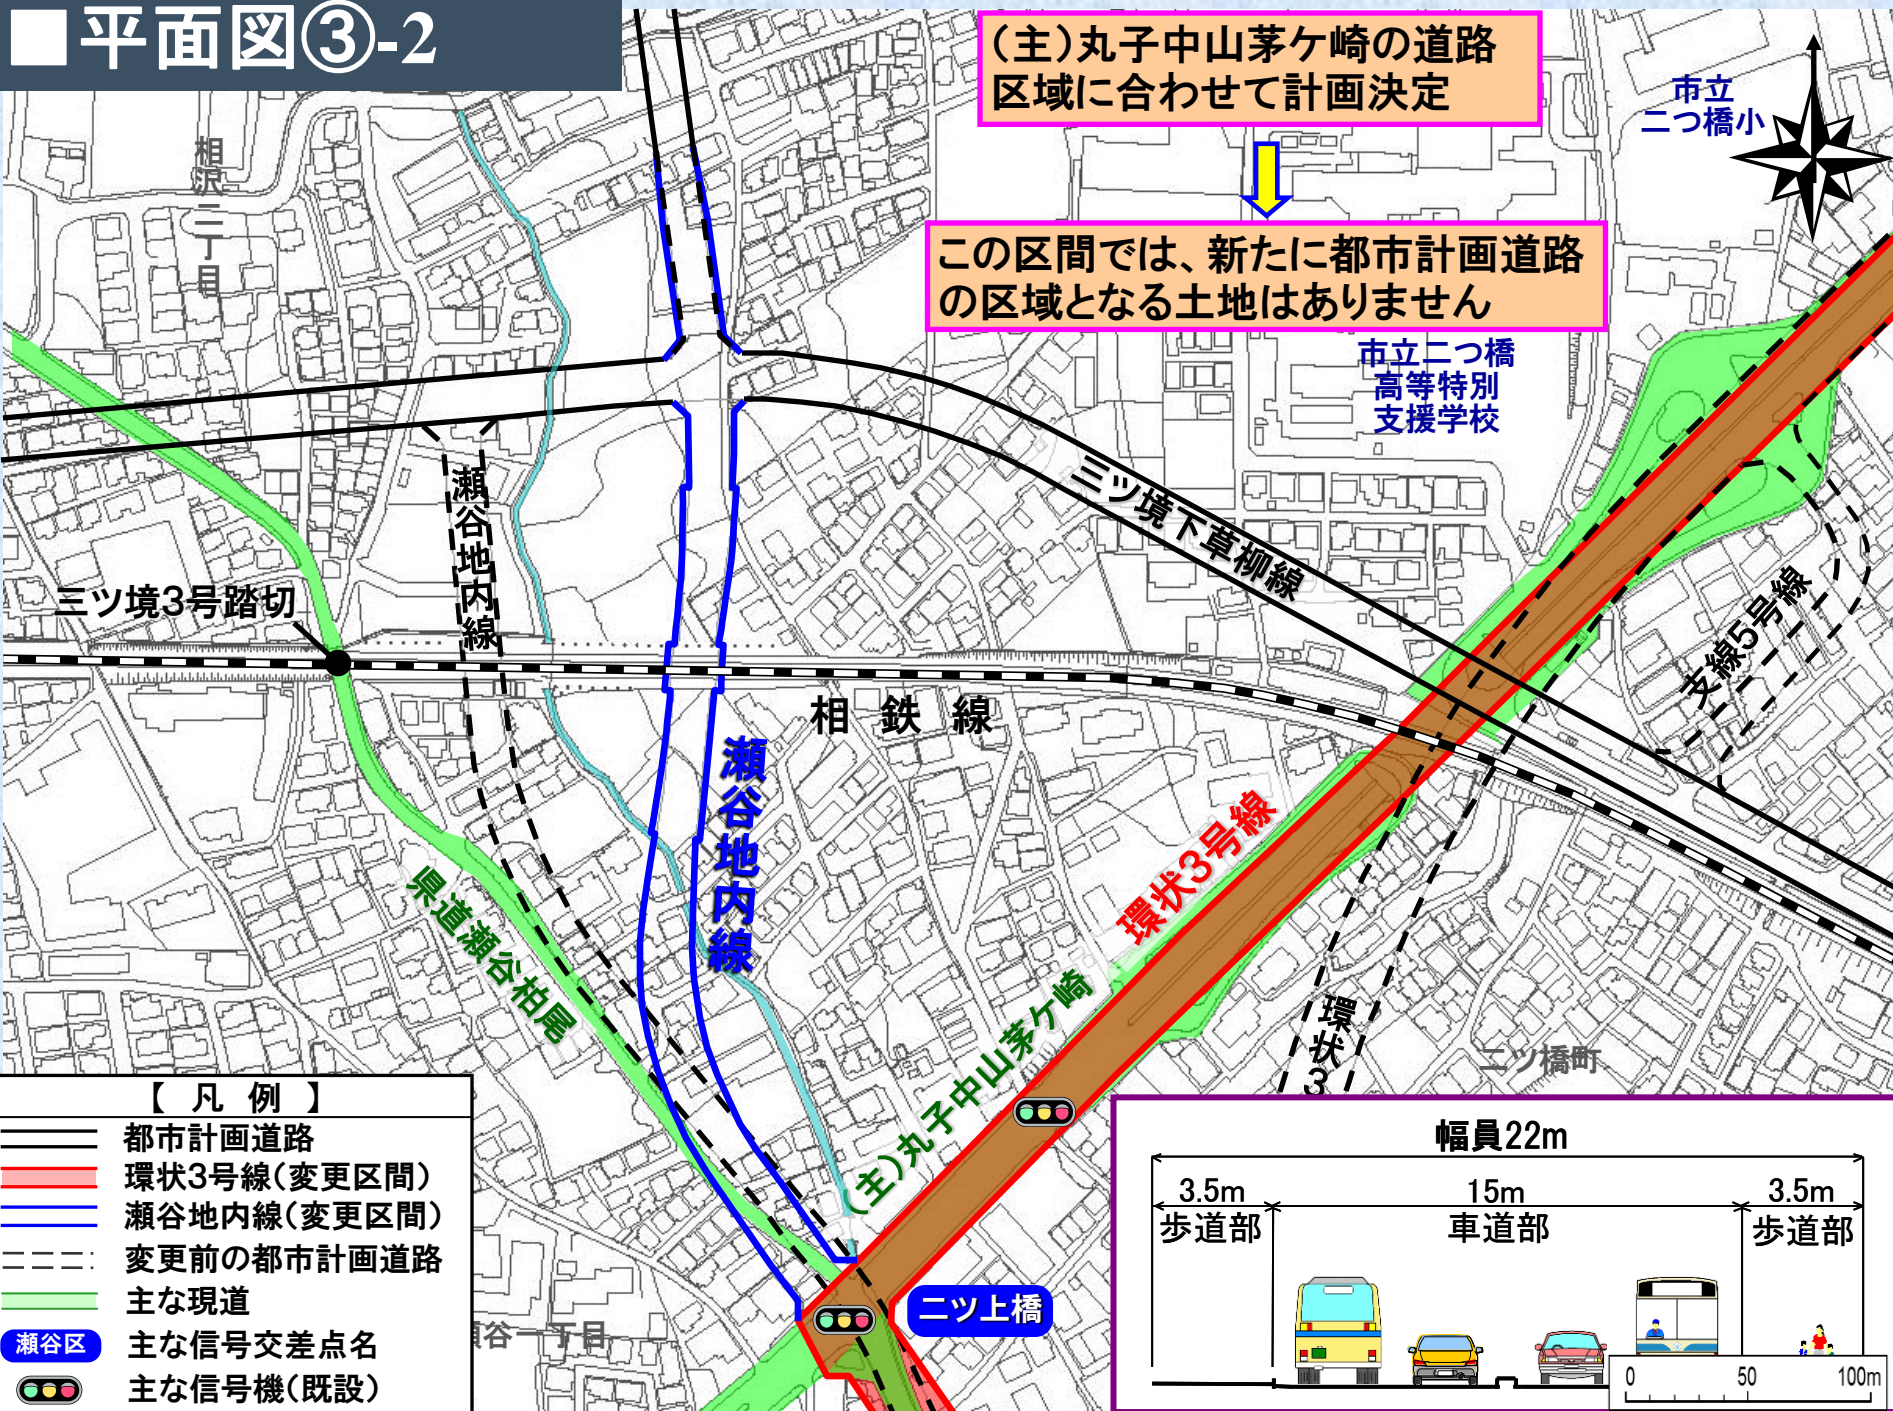 ■平面図③-2
(主)丸子中山茅ケ崎の道路
区域に合わせて計画決定
市立
二つ橋小
相沢二丁目
この区間では、新たに都市計画道路
の区域となる土地はありません
市立二つ橋
高等特別
支援学校
瀬谷地内線
三ツ境下草柳線
三ツ境3号踏切
支線5号線
相鉄線
瀬谷地内線
環状3号線
県道瀬谷柏尾
(主)丸子中山茅ケ崎
環状3
二ツ橋町
二ツ上橋
瀬谷一丁目
【凡例】
都市計画道路
環状3号線(変更区間)
瀬谷地内線(変更区間)
変更前の都市計画道路
主な現道
瀬谷区 主な信号交差点名
主な信号機(既設)
幅員22m
3.5m 15m 3.5m
歩道部 車道部 歩道部
0 50 100m